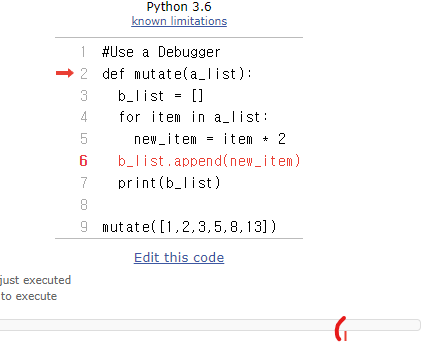 Python 3.6
known limitations
1 #Use a Debugger
2 def mutate(a_list):
3   b_list = []
4   for item in a_list:
5     new_item = item * 2
6   b_list.append(new_item)
7   print(b_list)
8
9 mutate([1,2,3,5,8,13])
Edit this code
just executed
to execute